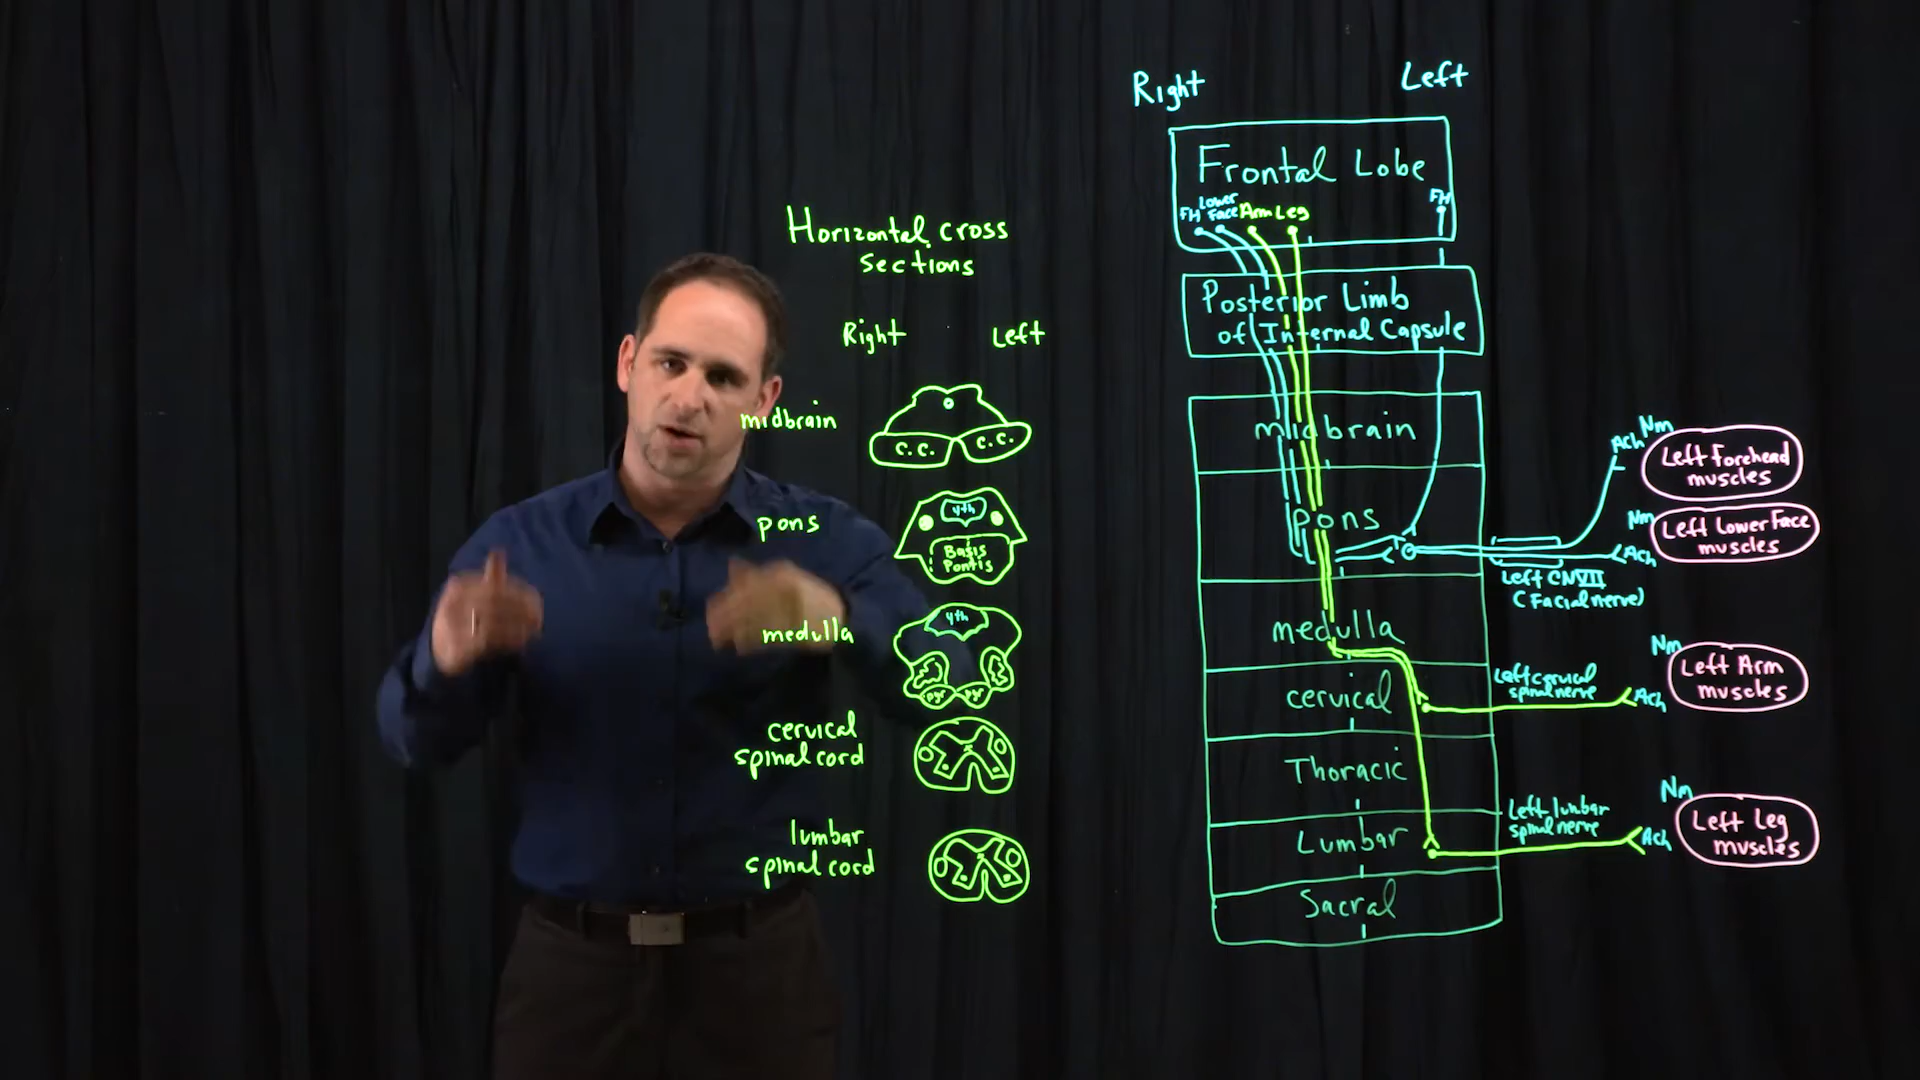 Horizontal cross
sections
Right Left
midbrain
c.c. c.c.
pons
4th
Basis
Pontis
medulla
4th
pyr pyr
cervical
spinal cord
lumbar
spinal cord
Right Left
Frontal Lobe
FH Lower Face Arm Leg FH
Posterior Limb
of Internal Capsule
midbrain
pons
medulla
cervical
Thoracic
Lumbar
Sacral
Ach Nm
Left Forehead
muscles
Nm
Ach
Left Lower Face
muscles
Left CNVII
(Facial nerve)
Left cervical
spinal nerve
Nm
Ach
Left Arm
muscles
Left lumbar
spinal nerve
Nm
Ach
Left Leg
muscles